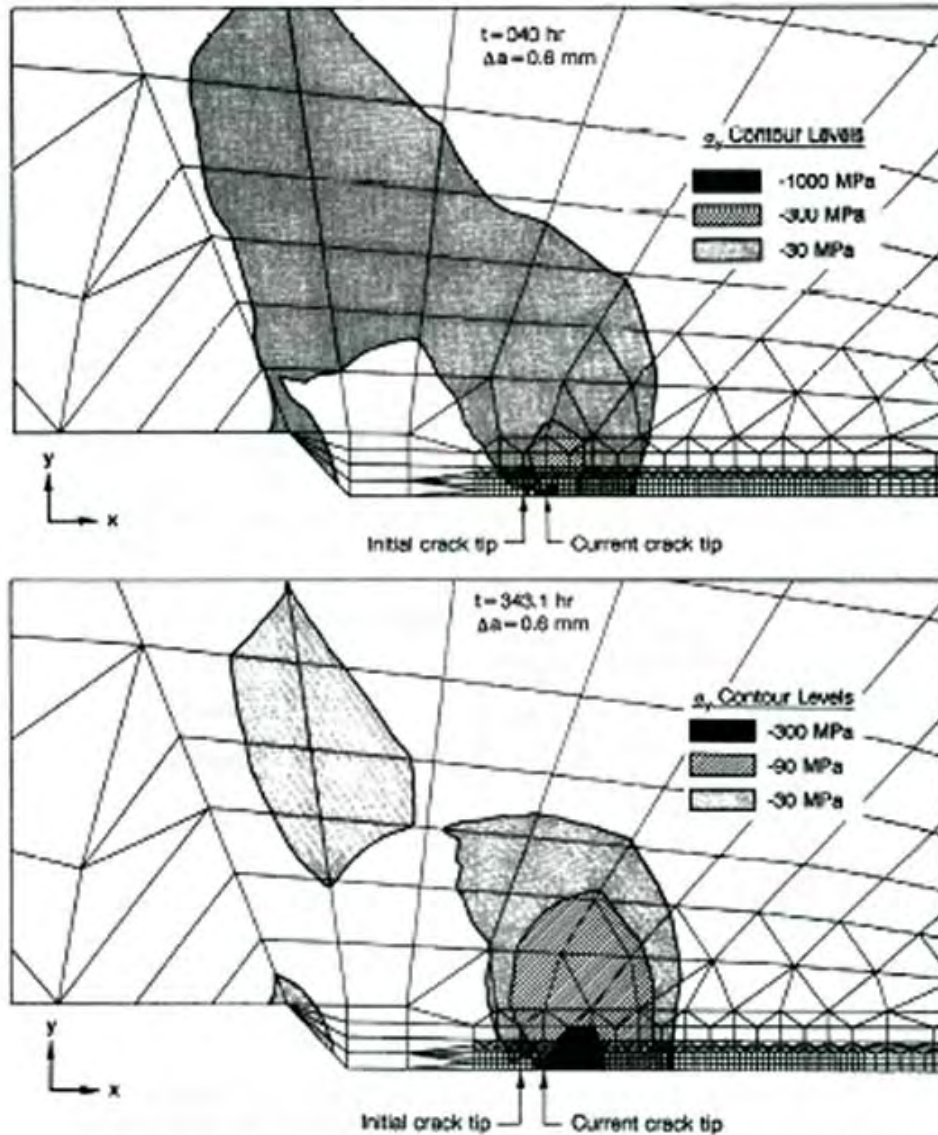 t=340 hr
Δa=0.6 mm
σy Contour Levels
-1000 MPa
-300 MPa
-30 MPa
y
x
Initial crack tip
Current crack tip
t=343.1 hr
Δa=0.6 mm
σy Contour Levels
-300 MPa
-90 MPa
-30 MPa
y
x
Initial crack tip
Current crack tip